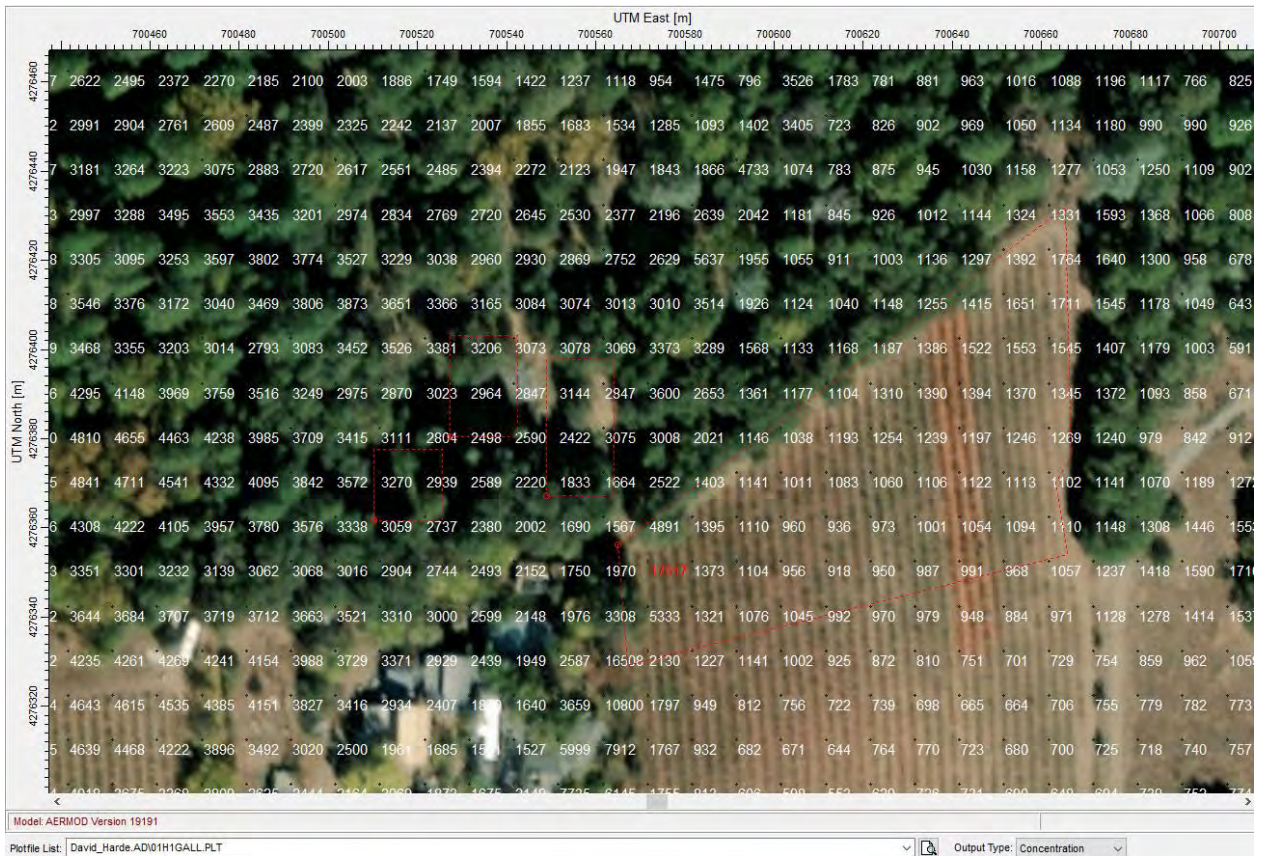 UTM East [m]
700460 700480 700500 700520 700540 700560 700580 700600 700620 700640 700660 700680 700700
4276460 7 2622 2495 2372 2270 2185 2100 2003 1886 1749 1594 1422 1237 1118 954 1475 796 3526 1783 781 881 963 1016 1088 1196 1117 766 825
2 2991 2904 2761 2609 2487 2399 2325 2242 2137 2007 1855 1683 1534 1285 1093 1402 3405 723 826 902 969 1050 1134 1180 990 990 926
4276440 7 3181 3264 3223 3075 2883 2720 2617 2551 2485 2394 2272 2123 1947 1843 1866 4733 1074 783 875 945 1030 1158 1277 1053 1250 1109 902
3 2997 3288 3495 3553 3435 3201 2974 2834 2769 2720 2645 2530 2377 2196 2639 2042 1181 845 926 1012 1144 1324 1331 1593 1368 1066 808
4276420 8 3305 3095 3253 3597 3802 3774 3527 3229 3038 2960 2930 2869 2752 2629 5637 1955 1055 911 1003 1136 1297 1392 1764 1640 1300 958 678
8 3546 3376 3172 3040 3469 3806 3873 3651 3366 3165 3084 3074 3013 3010 3514 1926 1124 1040 1148 1255 1415 1651 1711 1545 1178 1049 643
4276400 9 3468 3355 3203 3014 2793 3083 3452 3526 3381 3206 3073 3078 3069 3373 3289 1568 1133 1168 1187 1386 1522 1553 1545 1407 1179 1003 591
6 4295 4148 3969 3759 3516 3249 2975 2870 3023 2964 2847 3144 2847 3600 2653 1361 1177 1104 1310 1390 1394 1370 1345 1372 1093 858 671
4276380 0 4810 4655 4463 4238 3985 3709 3415 3111 2804 2498 2590 2422 3075 3008 2021 1146 1038 1193 1254 1239 1197 1246 1269 1240 979 842 912
5 4841 4711 4541 4332 4095 3842 3572 3270 2939 2589 2220 1833 1664 2522 1403 1141 1011 1083 1060 1106 1122 1113 1102 1141 1070 1189 1272
4276360 6 4308 4222 4105 3957 3780 3576 3338 3059 2737 2380 2002 1690 1567 4891 1395 1110 960 936 973 1001 1054 1094 1110 1148 1308 1446 1553
3 3351 3301 3232 3139 3062 3068 3016 2904 2744 2493 2152 1750 1970 1373 1104 956 918 950 987 991 968 1057 1237 1418 1590
4276340 2 3644 3684 3707 3719 3712 3663 3521 3310 3000 2599 2148 1976 3308 5333 1321 1076 1045 992 970 979 948 884 971 1128 1278 1414
2 4235 4261 4269 4241 4154 3988 3729 3371 2929 2439 1949 2587 16508 2130 1227 1141 1002 925 872 810 751 701 729 754 859 962
4276320 4643 4615 4535 4385 4151 3827 3416 2934 2407 1640 3659 10800 1797 949 812 756 722 739 698 665 664 706 755 779 782 773
5 4639 4468 4222 3896 3492 3020 2500 1961 1685 1527 5999 7912 1767 932 682 671 644 764 770 723 680 700 725 718 740 757
UTM North [m]
Model: AERMOD Version 19191
Plotfile List: David_Harde.AD\01H1GALL.PLT Output Type: Concentration